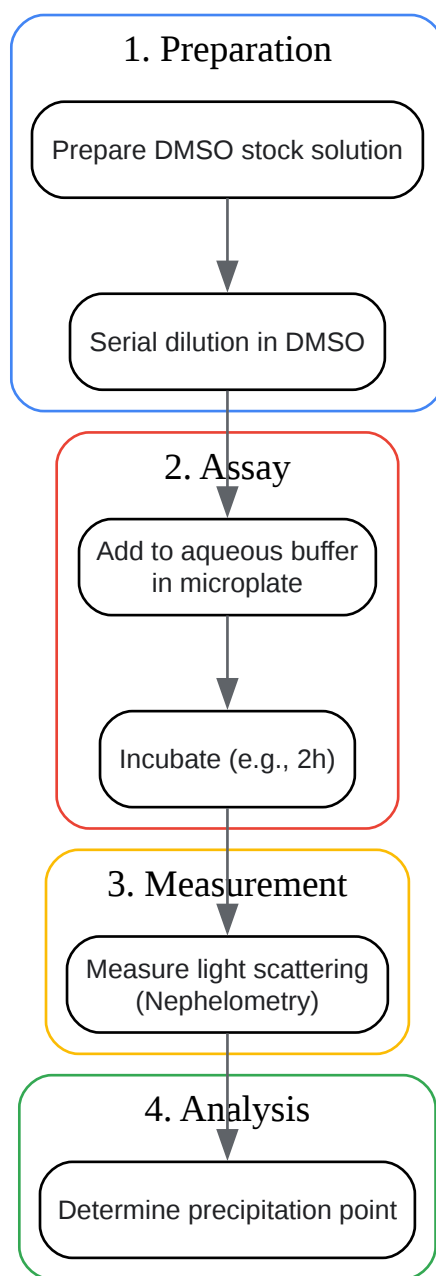 1. Preparation
Prepare DMSO stock solution
Serial dilution in DMSO
2. Assay
Add to aqueous buffer
in microplate
Incubate (e.g., 2h)
3. Measurement
Measure light scattering
(Nephelometry)
4. Analysis
Determine precipitation point